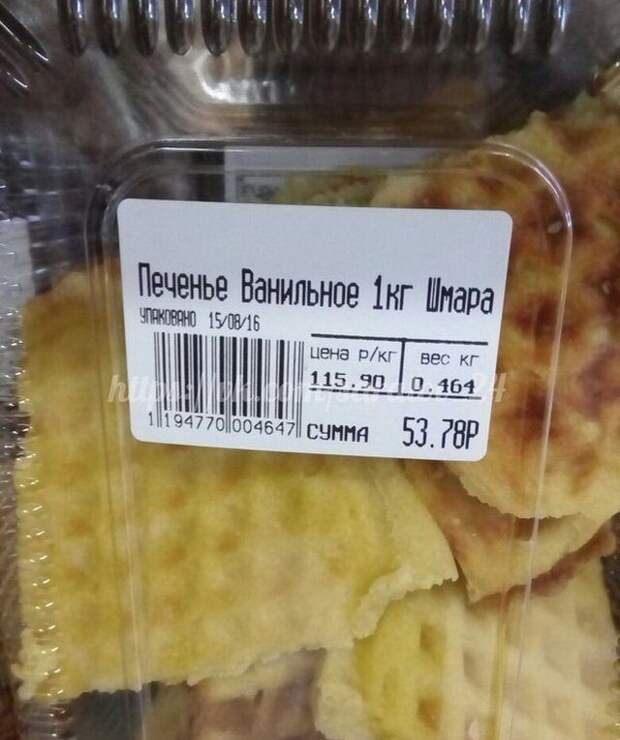 Печенье Ванильное 1кг Шмара
УПАКОВАНО 15/08/16
цена р/кг вес кг
115.90 0.464
1 194770 004647 СУММА 53.78Р